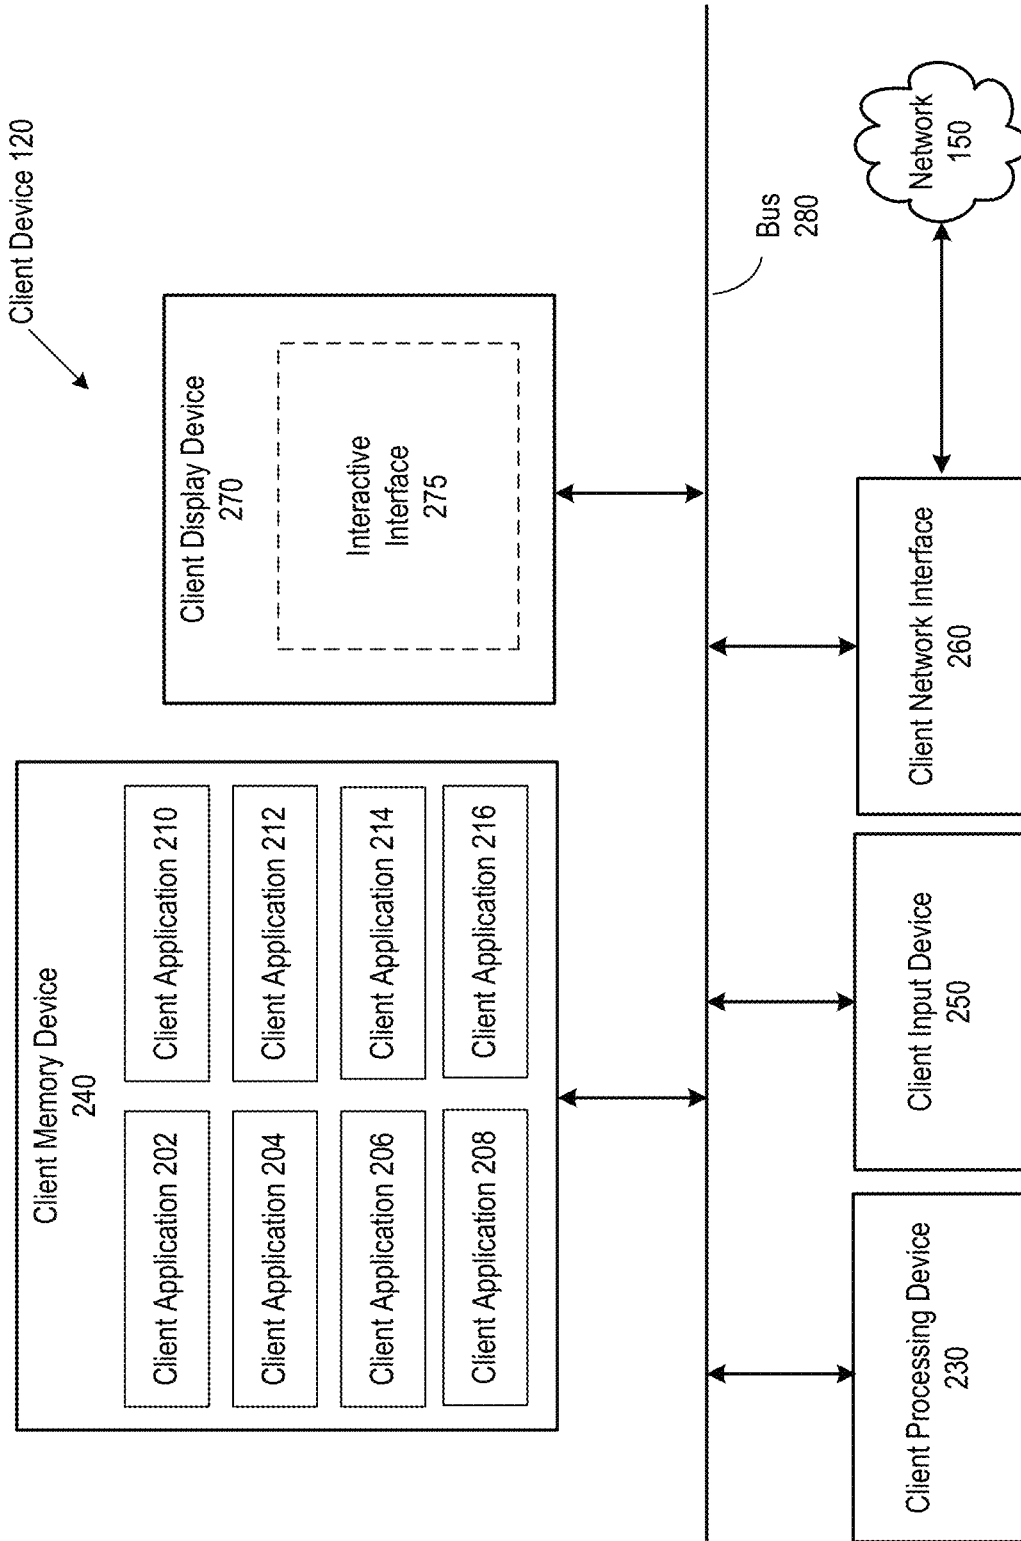 Client Device 120
Client Memory Device
240
Client Application 202
Client Application 210
Client Application 204
Client Application 212
Client Application 206
Client Application 214
Client Application 208
Client Application 216
Client Display Device
270
Interactive
Interface
275
Bus
280
Client Processing Device
230
Client Input Device
250
Client Network Interface
260
Network
150